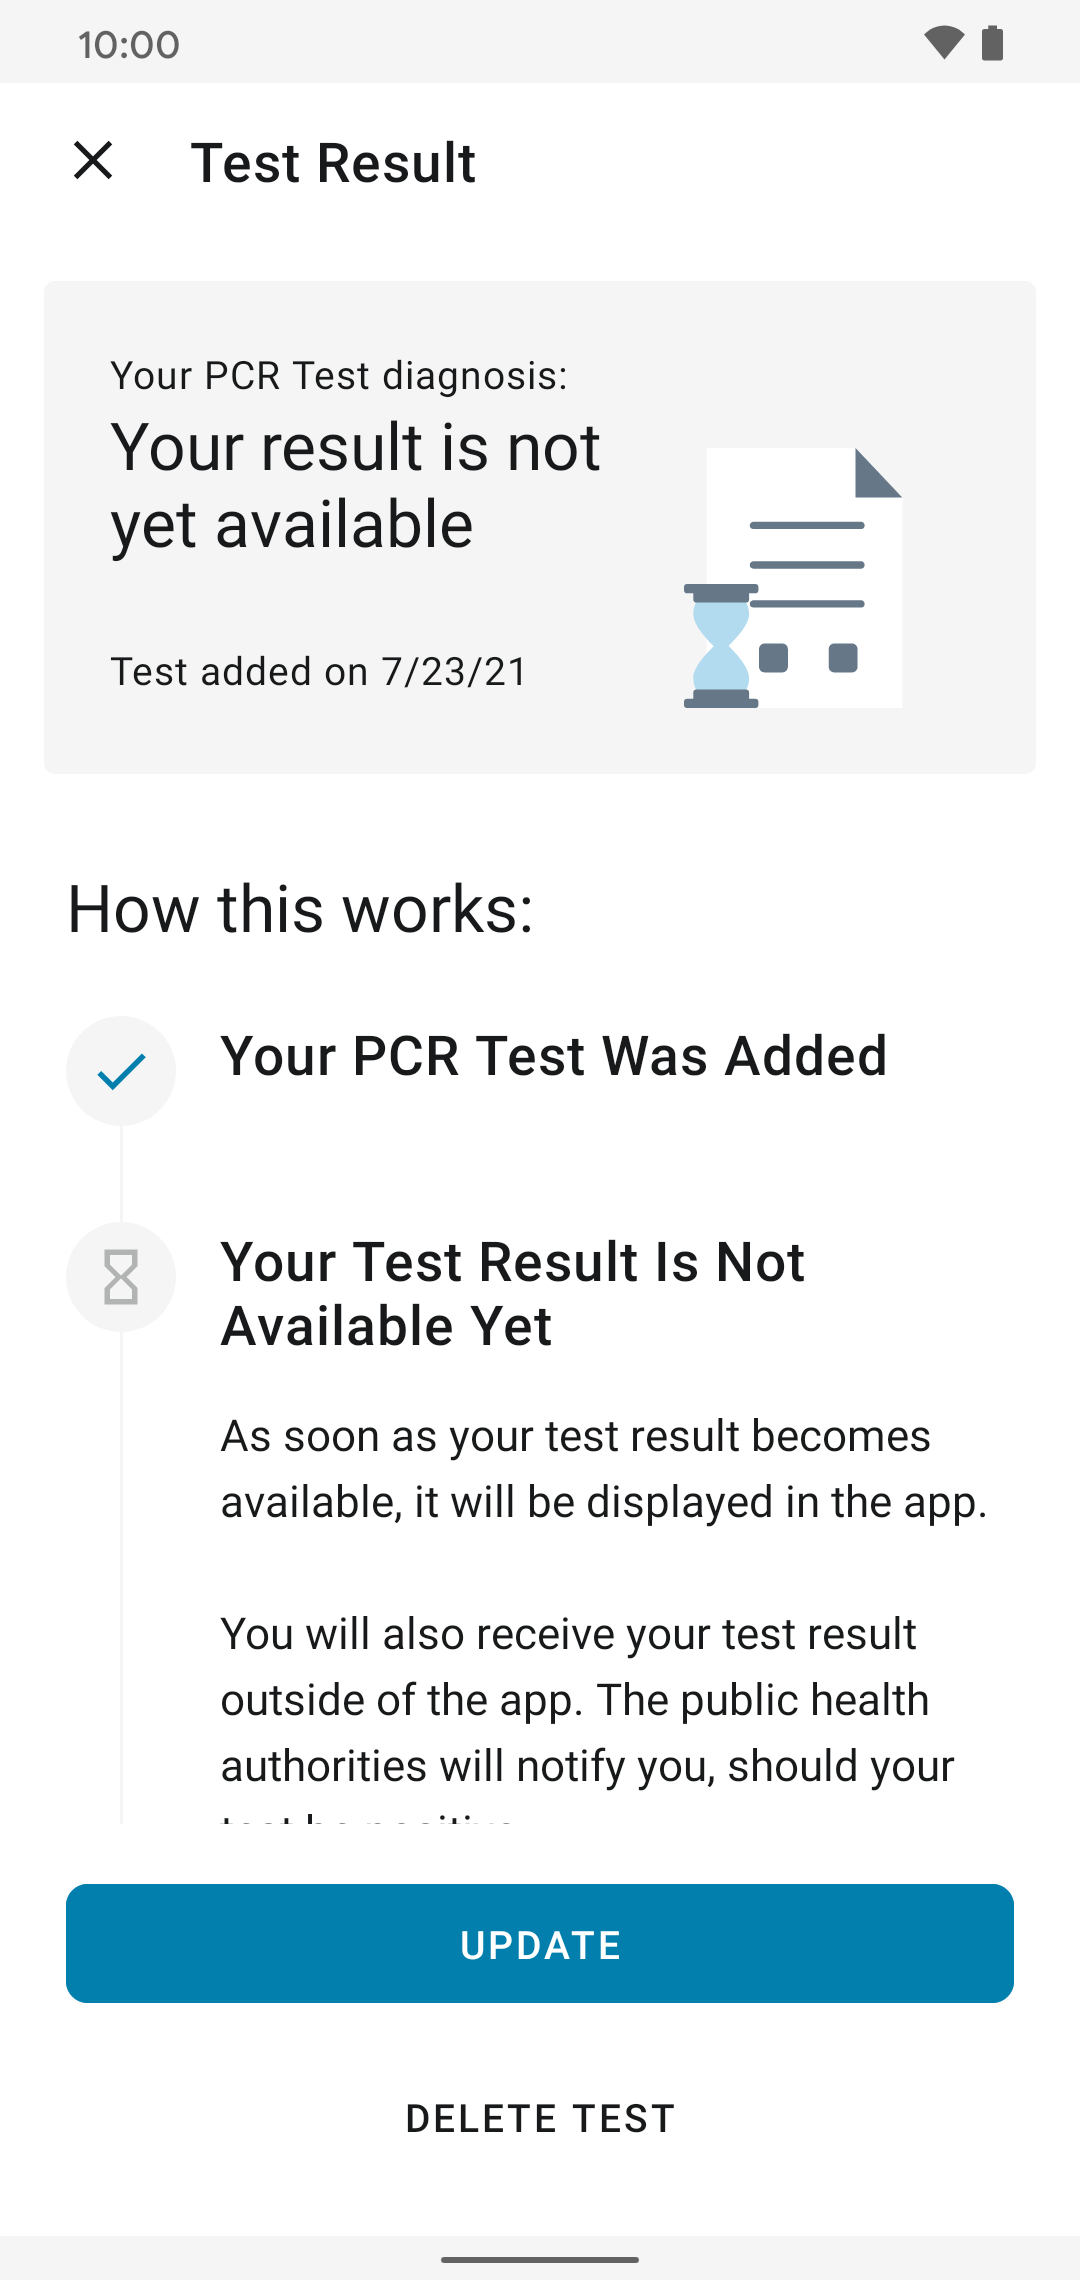 10:00
Test Result
Your PCR Test diagnosis:
Your result is not
yet available
Test added on 7/23/21
How this works:
Your PCR Test Was Added
Your Test Result Is Not
Available Yet
As soon as your test result becomes
available, it will be displayed in the app.
You will also receive your test result
outside of the app. The public health
authorities will notify you, should your
test be positive
UPDATE
DELETE TEST